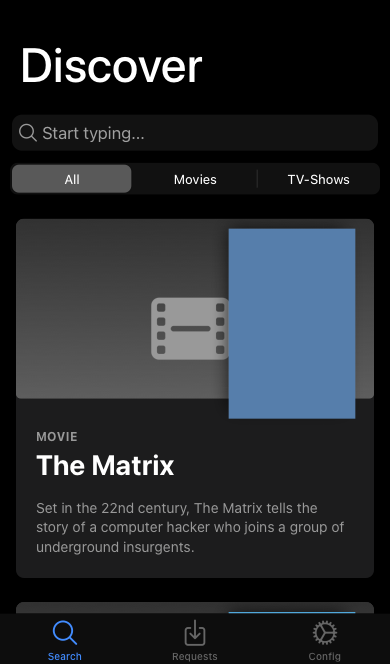 Discover
Start typing...
All
Movies
TV-Shows
MOVIE
The Matrix
Set in the 22nd century, The Matrix tells the
story of a computer hacker who joins a group of
underground insurgents.
Search
Requests
Config